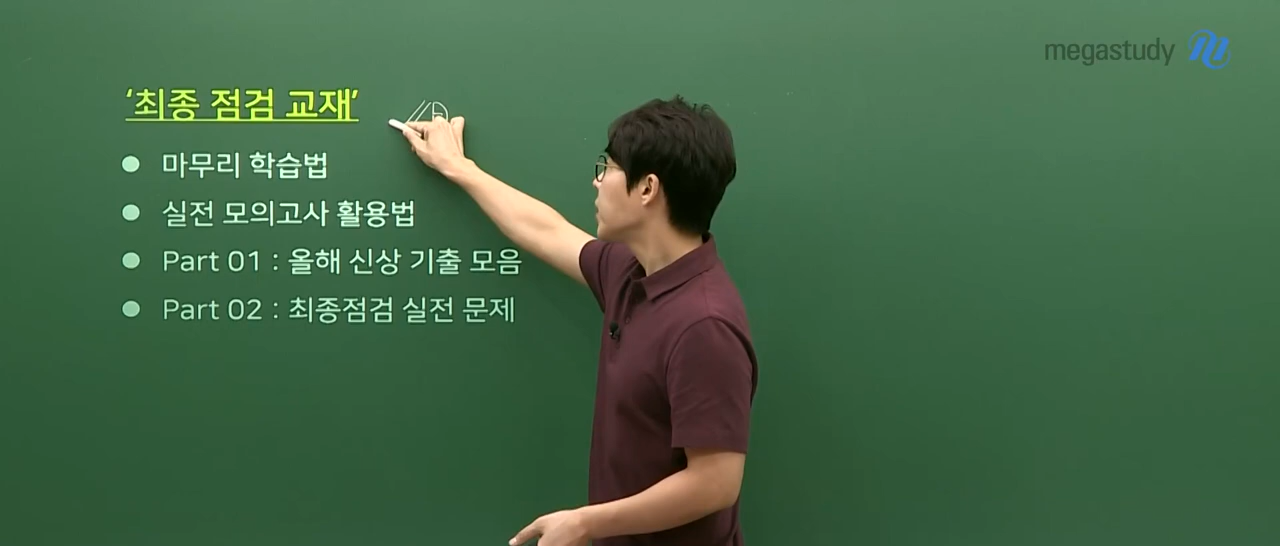 megastudy
‘최종 점검 교재’
● 마무리 학습법
● 실전 모의고사 활용법
● Part 01 : 올해 신상 기출 모음
● Part 02 : 최종점검 실전 문제